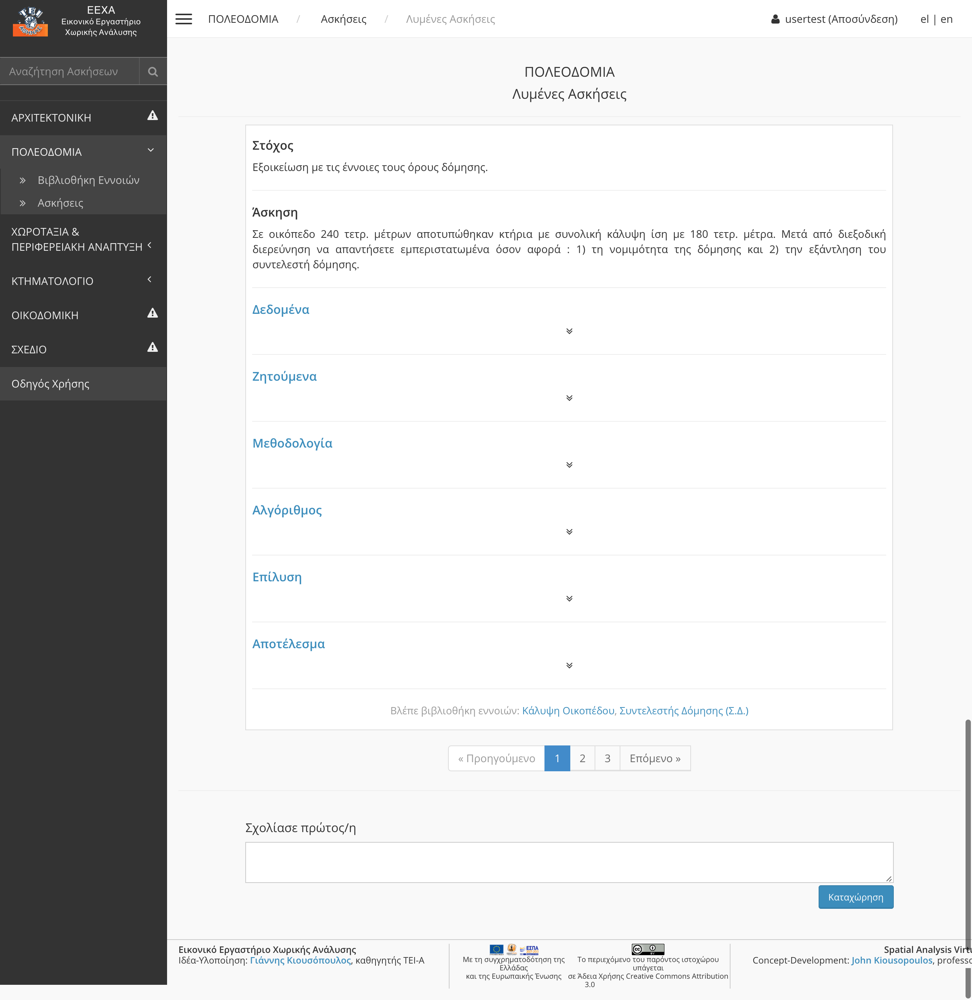 ΤΕΙ
ΑΘΗΝΑΣ
ΕΕΧΑ
Εικονικό Εργαστήριο
Χωρικής Ανάλυσης
ΠΟΛΕΟΔΟΜΙΑ / Ασκήσεις / Λυμένες Ασκήσεις
usertest (Αποσύνδεση) el | en
Αναζήτηση Ασκήσεων
ΑΡΧΙΤΕΚΤΟΝΙΚΗ
ΠΟΛΕΟΔΟΜΙΑ
Βιβλιοθήκη Εννοιών
Ασκήσεις
ΧΩΡΟΤΑΞΙΑ &
ΠΕΡΙΦΕΡΕΙΑΚΗ ΑΝΑΠΤΥΞΗ
ΚΤΗΜΑΤΟΛΟΓΙΟ
ΟΙΚΟΔΟΜΙΚΗ
ΣΧΕΔΙΟ
Οδηγός Χρήσης
ΠΟΛΕΟΔΟΜΙΑ
Λυμένες Ασκήσεις
Στόχος
Εξοικείωση με τις έννοιες τους όρους δόμησης.
Άσκηση
Σε οικόπεδο 240 τετρ. μέτρων αποτυπώθηκαν κτήρια με συνολική κάλυψη ίση με 180 τετρ. μέτρα. Μετά από διεξοδική
διερεύνηση να απαντήσετε εμπεριστατωμένα όσον αφορά : 1) τη νομιμότητα της δόμησης και 2) την εξάντληση του
συντελεστή δόμησης.
Δεδομένα
Ζητούμενα
Μεθοδολογία
Αλγόριθμος
Επίλυση
Αποτέλεσμα
Βλέπε βιβλιοθήκη εννοιών: Κάλυψη Οικοπέδου, Συντελεστής Δόμησης (Σ.Δ.)
« Προηγούμενο 1 2 3 Επόμενο »
Σχολίασε πρώτος/η
Καταχώρηση
Εικονικό Εργαστήριο Χωρικής Ανάλυσης
Ιδέα-Υλοποίηση: Γιάννης Κιουσόπουλος, καθηγητής ΤΕΙ-Α
ΕΣΠΑ
Με τη συγχρηματοδότηση της
Ελλάδας
και της Ευρωπαικής Ένωσης
cc BY
Το περιεχόμενο του παρόντος ιστοχώρου
υπάγεται
σε Άδεια Χρήσης Creative Commons Attribution
3.0
Spatial Analysis Virtu
Concept-Development: John Kiousopoulos, professo